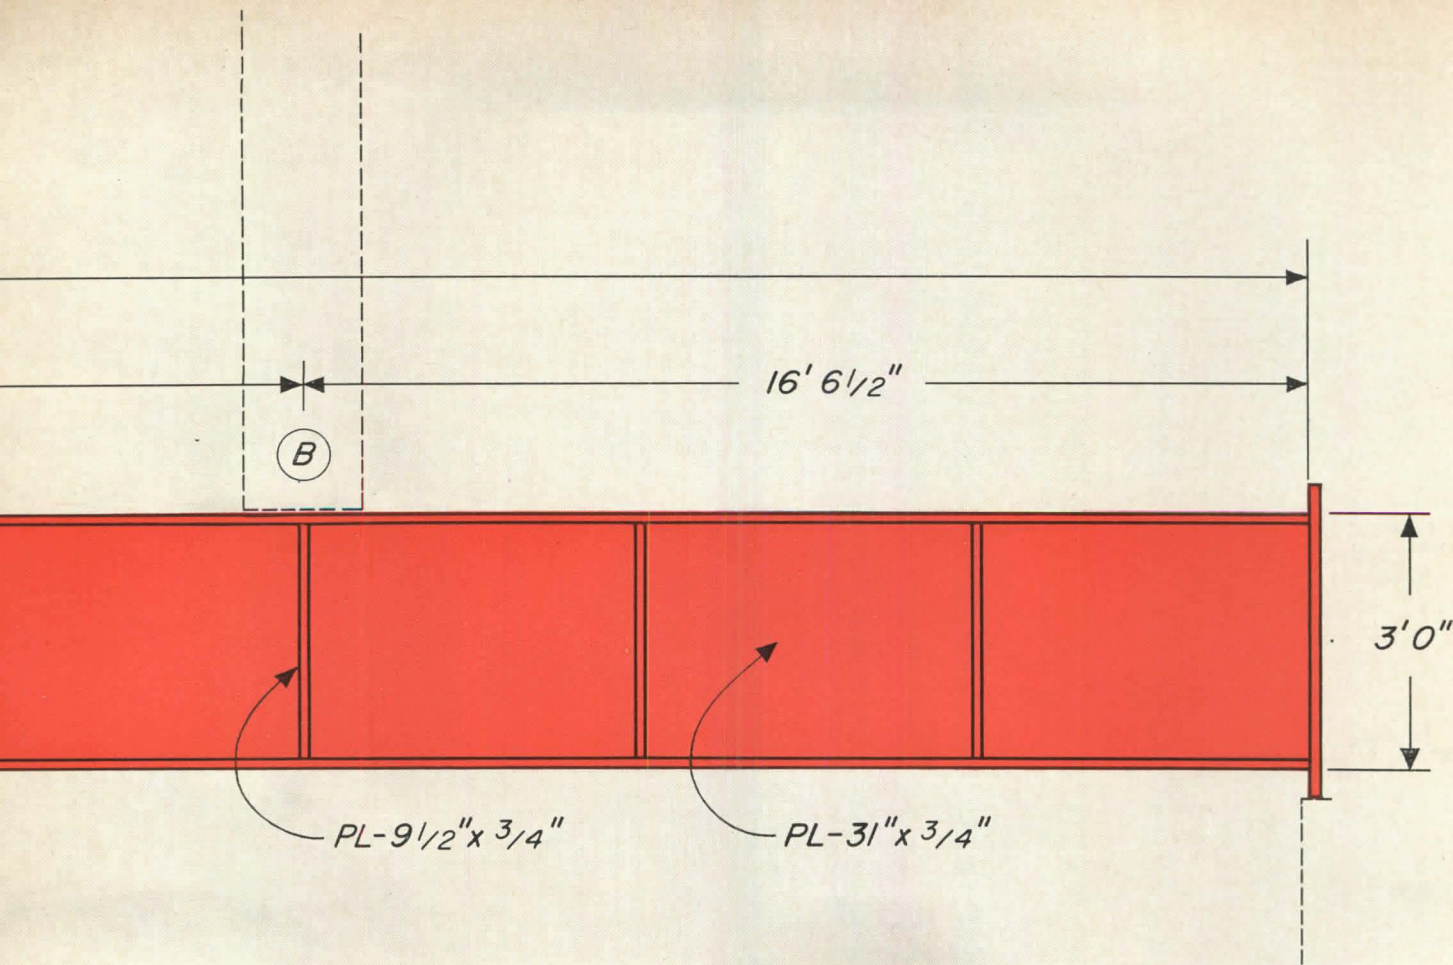 16' 6 1/2"
B
3' 0"
PL-9 1/2" x 3/4"
PL-31" x 3/4"